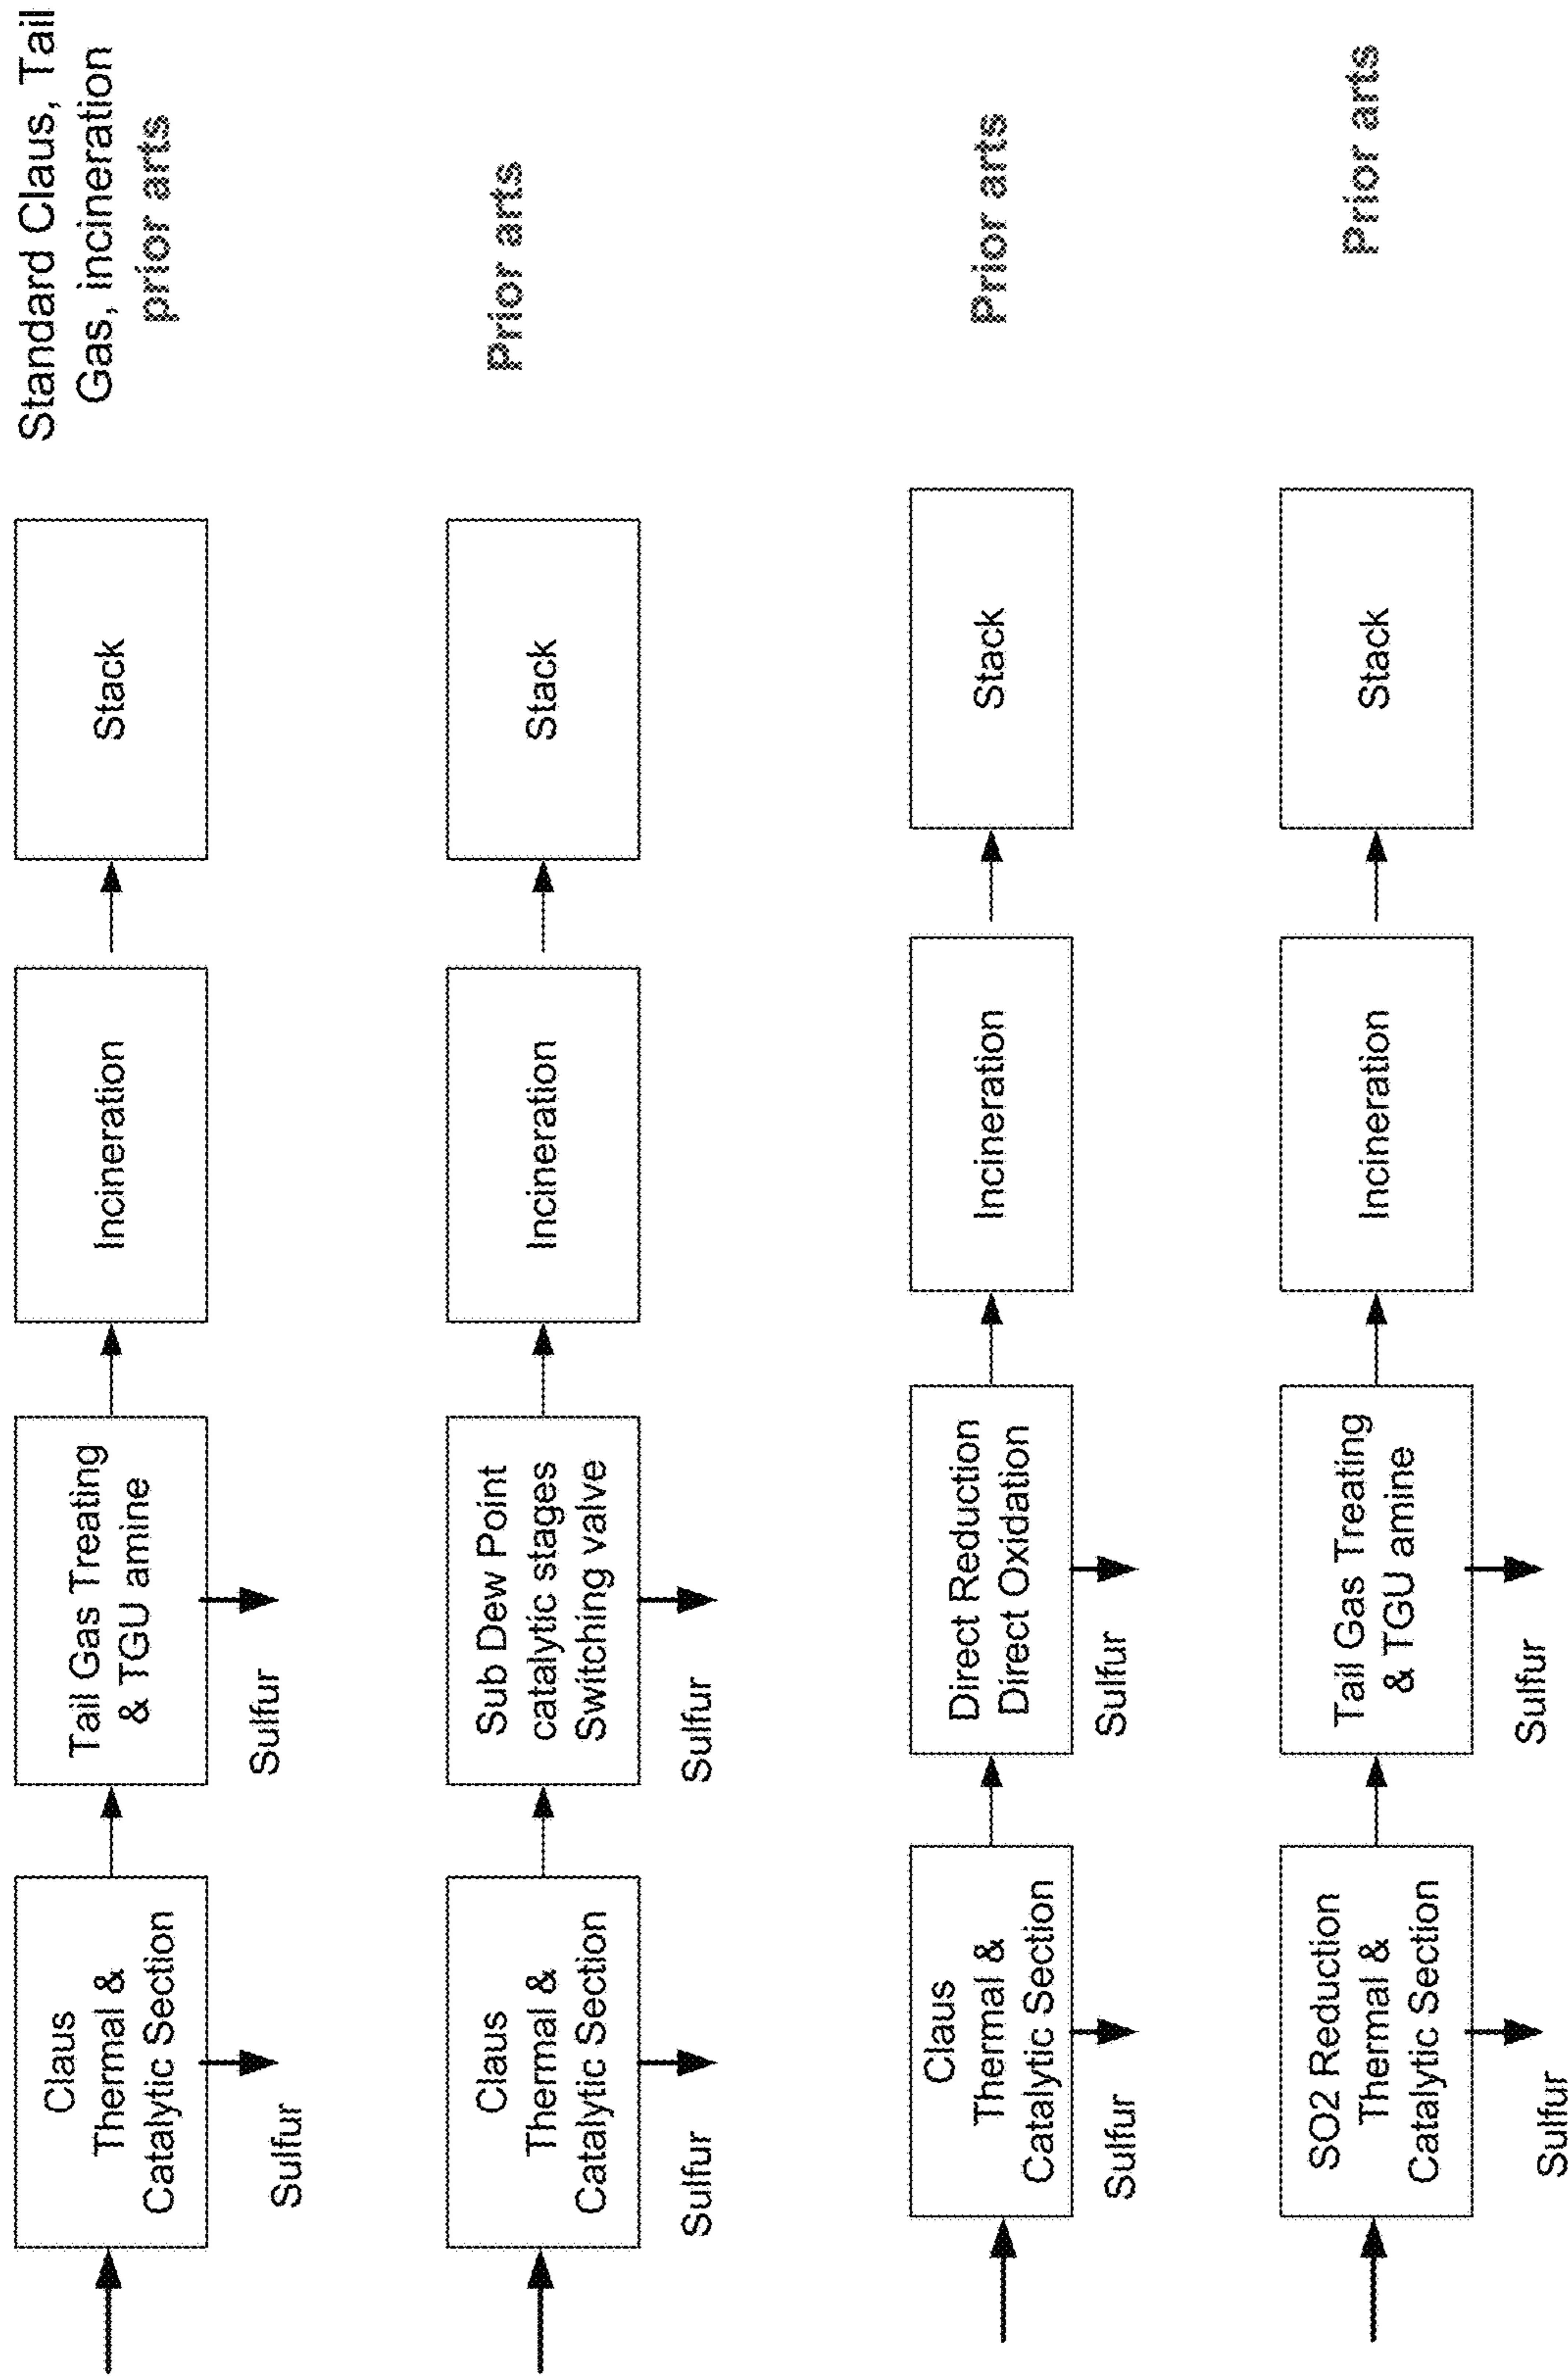 Claus
Thermal &
Catalytic Section
Sulfur
Tail Gas Treating
& TGU amine
Sulfur
Incineration
Stack
Standard Claus, Tail
Gas, incineration
prior arts
Claus
Thermal &
Catalytic Section
Sulfur
Sub Dew Point
catalytic stages
Switching valve
Sulfur
Incineration
Stack
Prior arts
Claus
Thermal &
Catalytic Section
Sulfur
Direct Reduction
Direct Oxidation
Sulfur
Incineration
Stack
Prior arts
SO2 Reduction
Thermal &
Catalytic Section
Sulfur
Tail Gas Treating
& TGU amine
Sulfur
Incineration
Stack
Prior arts